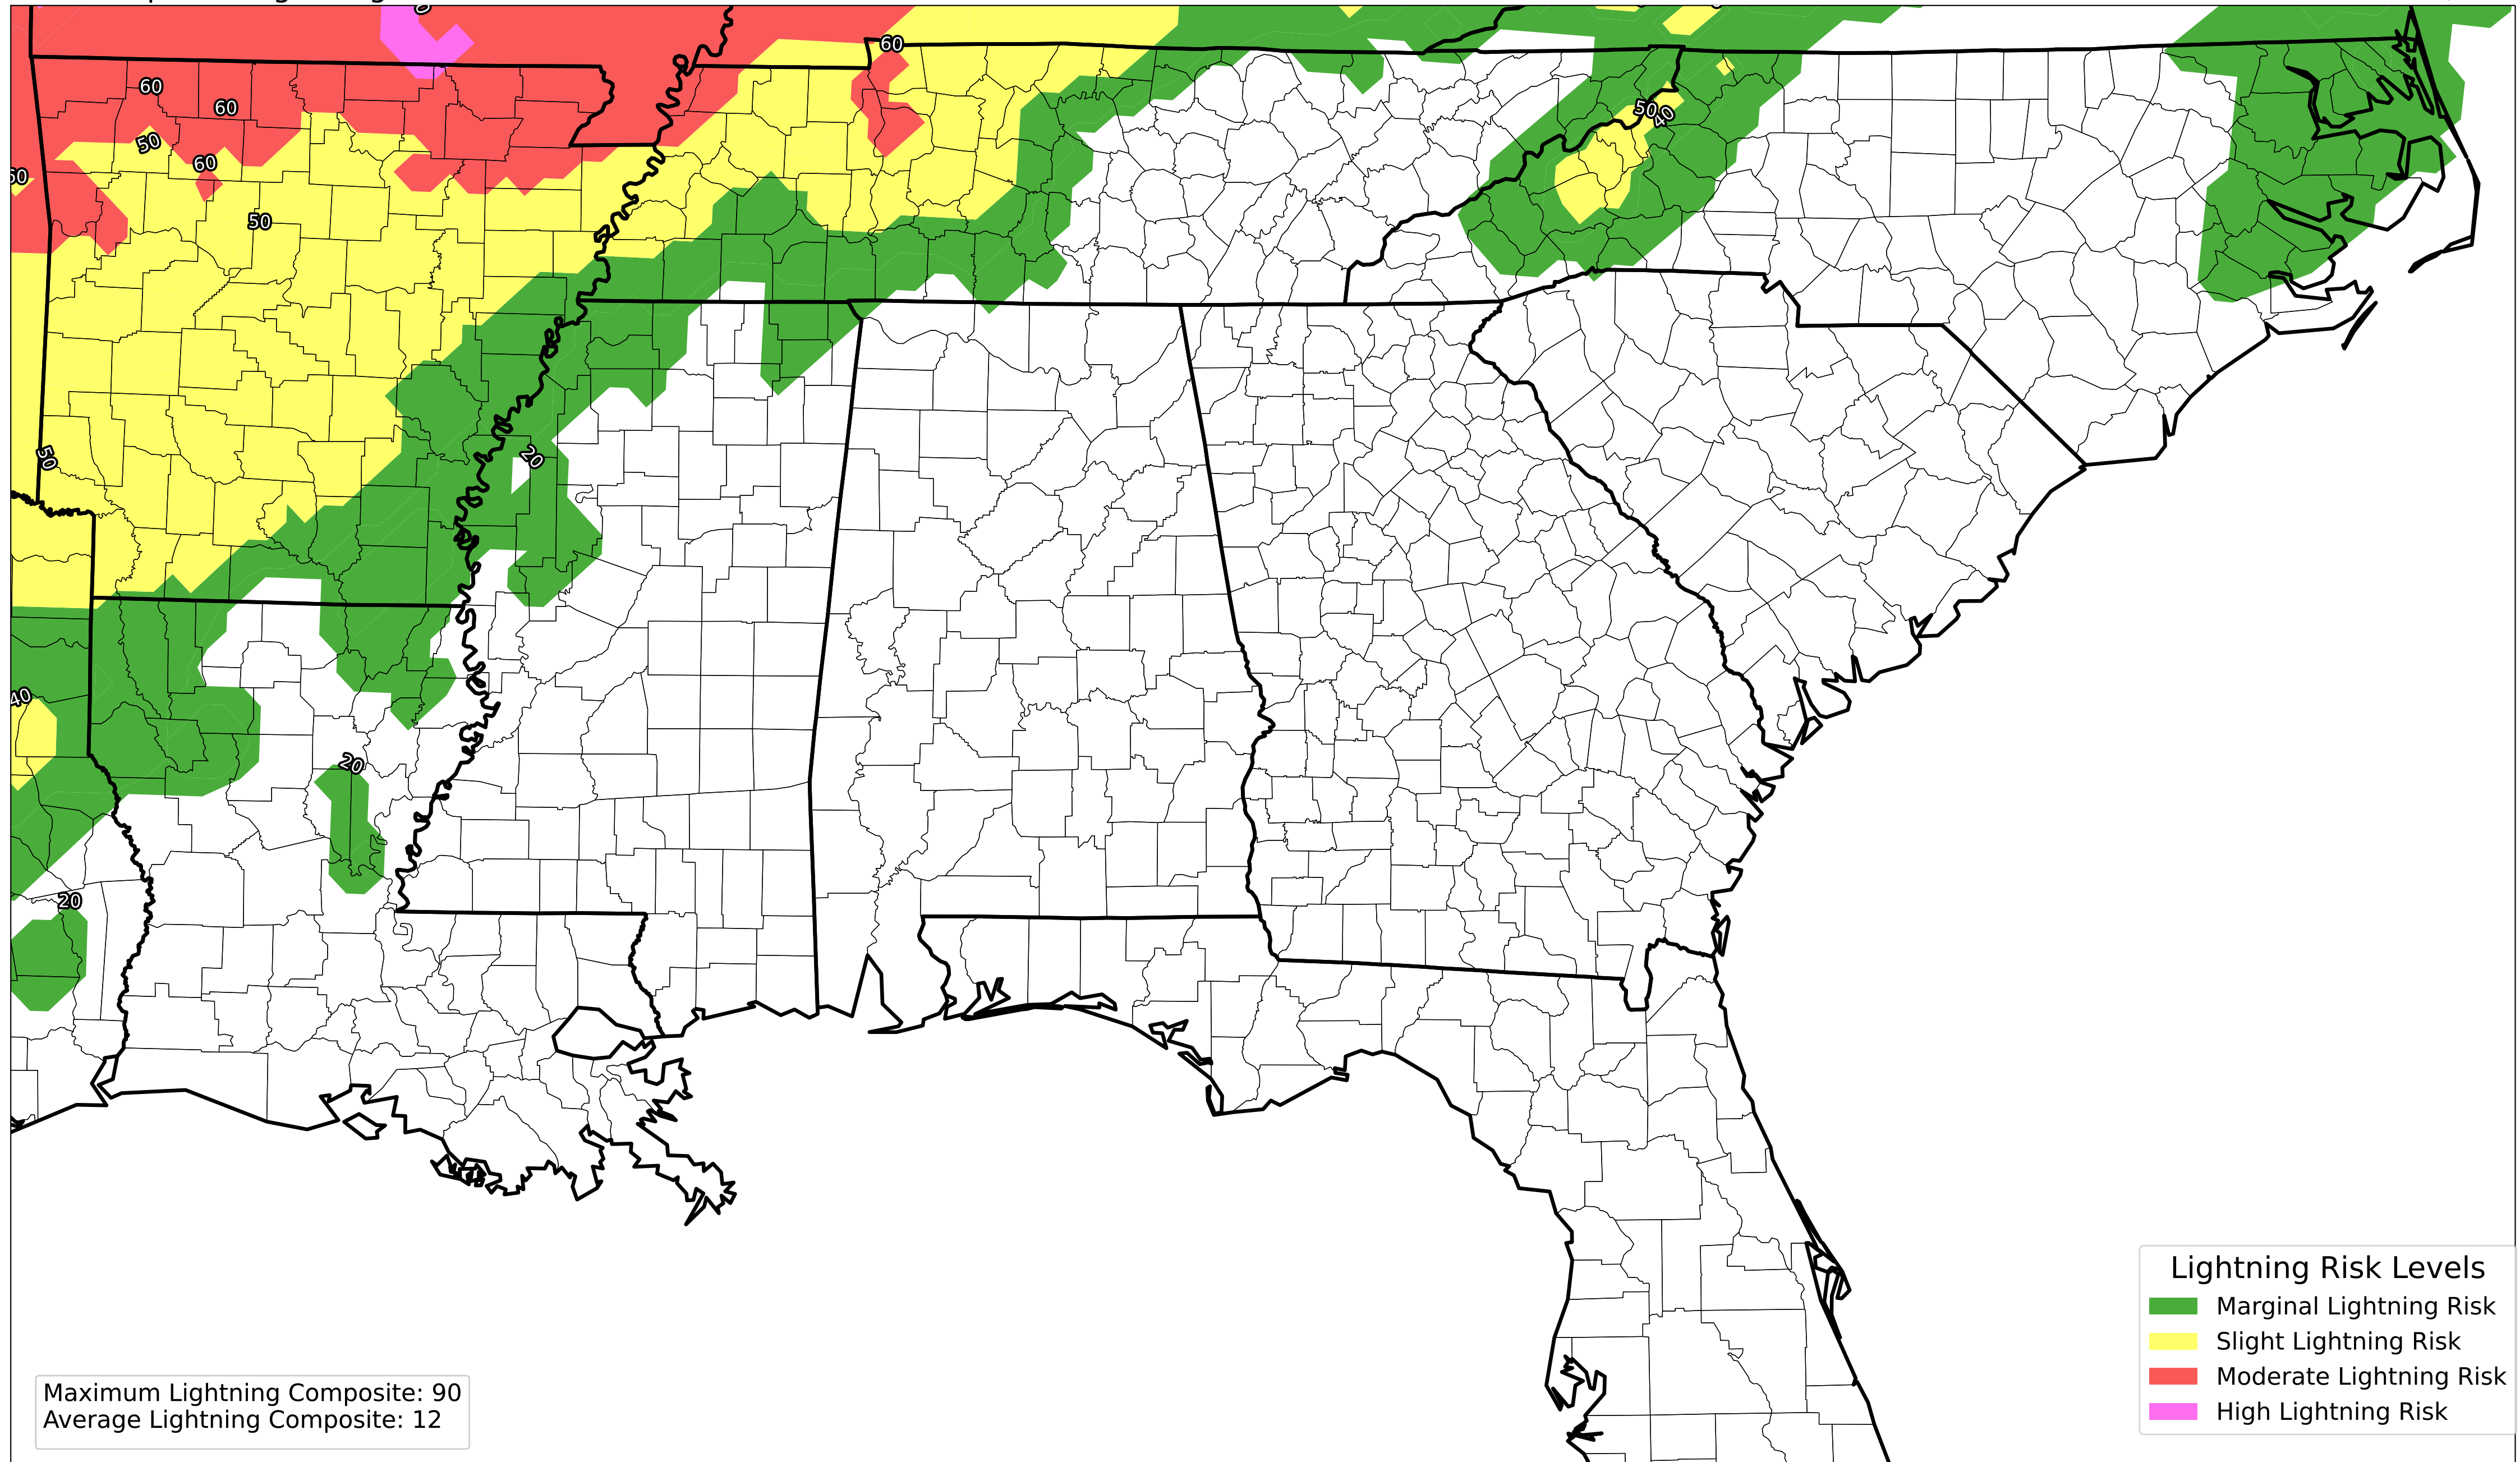 60
60
60
50
60
50
40
50
50
20
40
20
20
Lightning Risk Levels
Marginal Lightning Risk
Slight Lightning Risk
Moderate Lightning Risk
High Lightning Risk
Maximum Lightning Composite: 90
Average Lightning Composite: 12